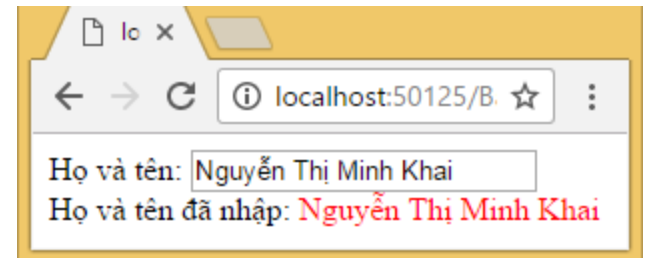 lo
localhost:50125/B
Họ và tên: Nguyễn Thị Minh Khai
Họ và tên đã nhập: Nguyễn Thị Minh Khai